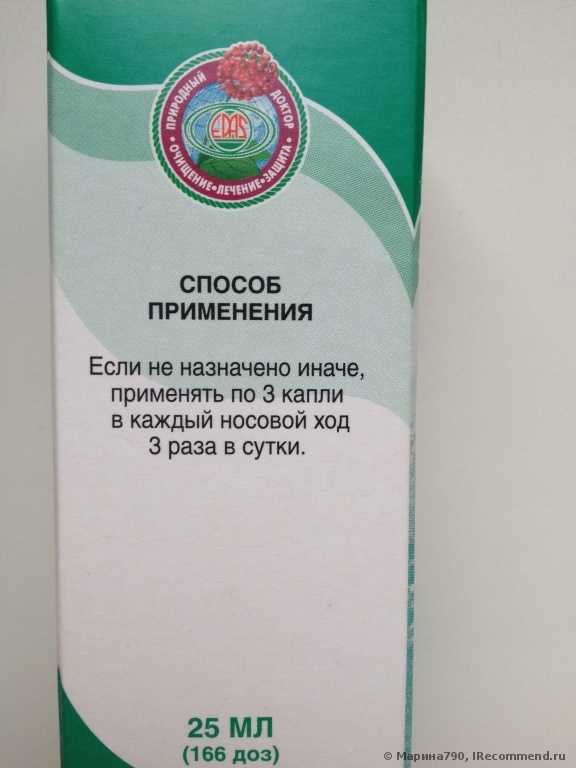 ПРИРОДНЫЙ ДОКТОР
EDAS
ОЧИЩЕНИЕ•ЛЕЧЕНИЕ•ЗАЩИТА
СПОСОБ
ПРИМЕНЕНИЯ
Если не назначено иначе,
применять по 3 капли
в каждый носовой ход
3 раза в сутки.
25 МЛ
(166 доз)
© Марина790, IRecommend.ru